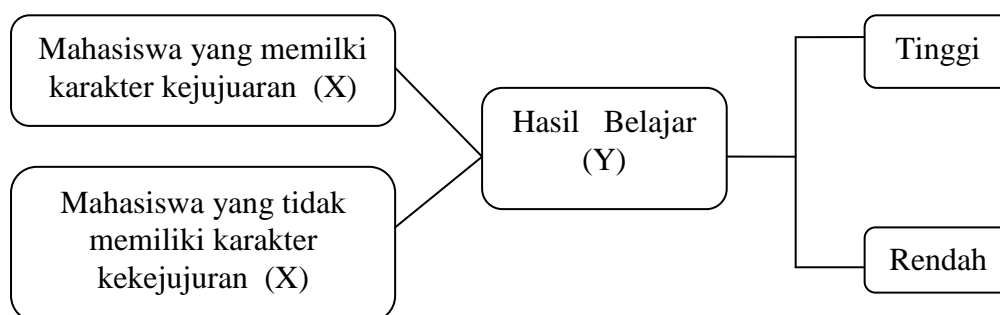 Mahasiswa yang memilki
karakter kejujuaran (X)
Mahasiswa yang tidak
memiliki karakter
kekejujuran (X)
Hasil Belajar
(Y)
Tinggi
Rendah